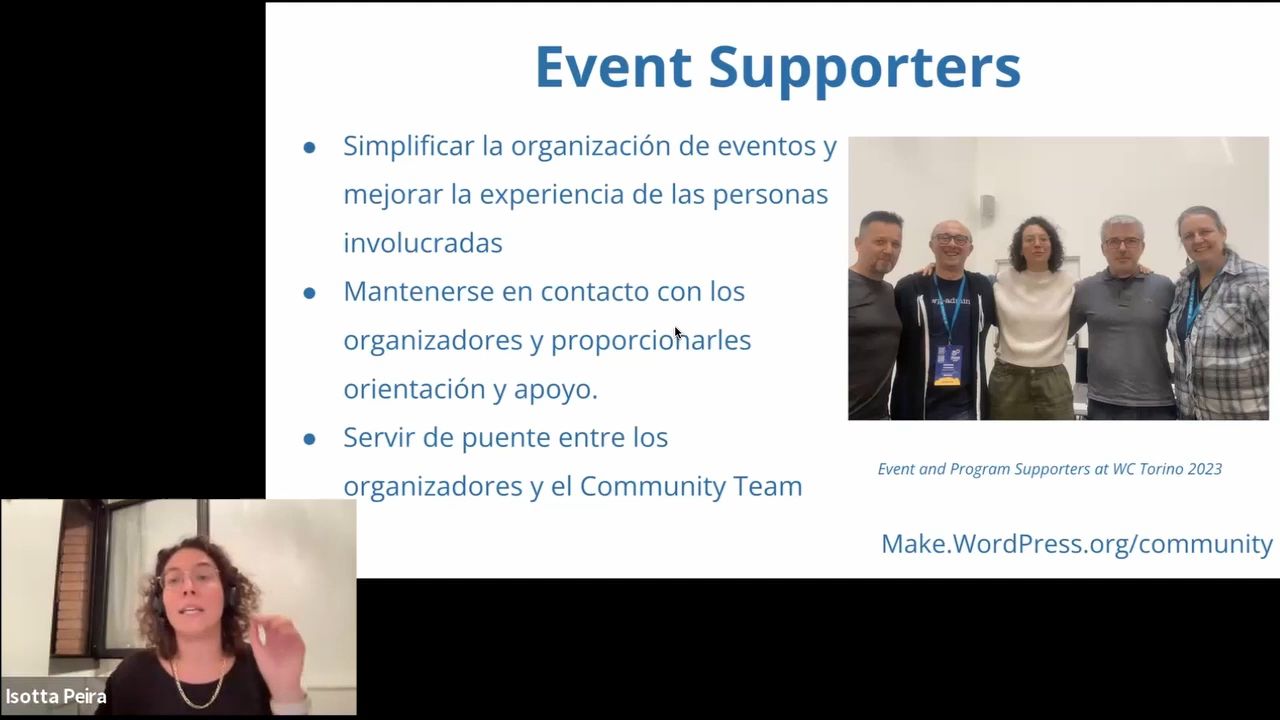 Event Supporters
● Simplificar la organización de eventos y
mejorar la experiencia de las personas
involucradas
● Mantenerse en contacto con los
organizadores y proporcionarles
orientación y apoyo.
● Servir de puente entre los
organizadores y el Community Team
Event and Program Supporters at WC Torino 2023
Make.WordPress.org/community
Isotta Peira